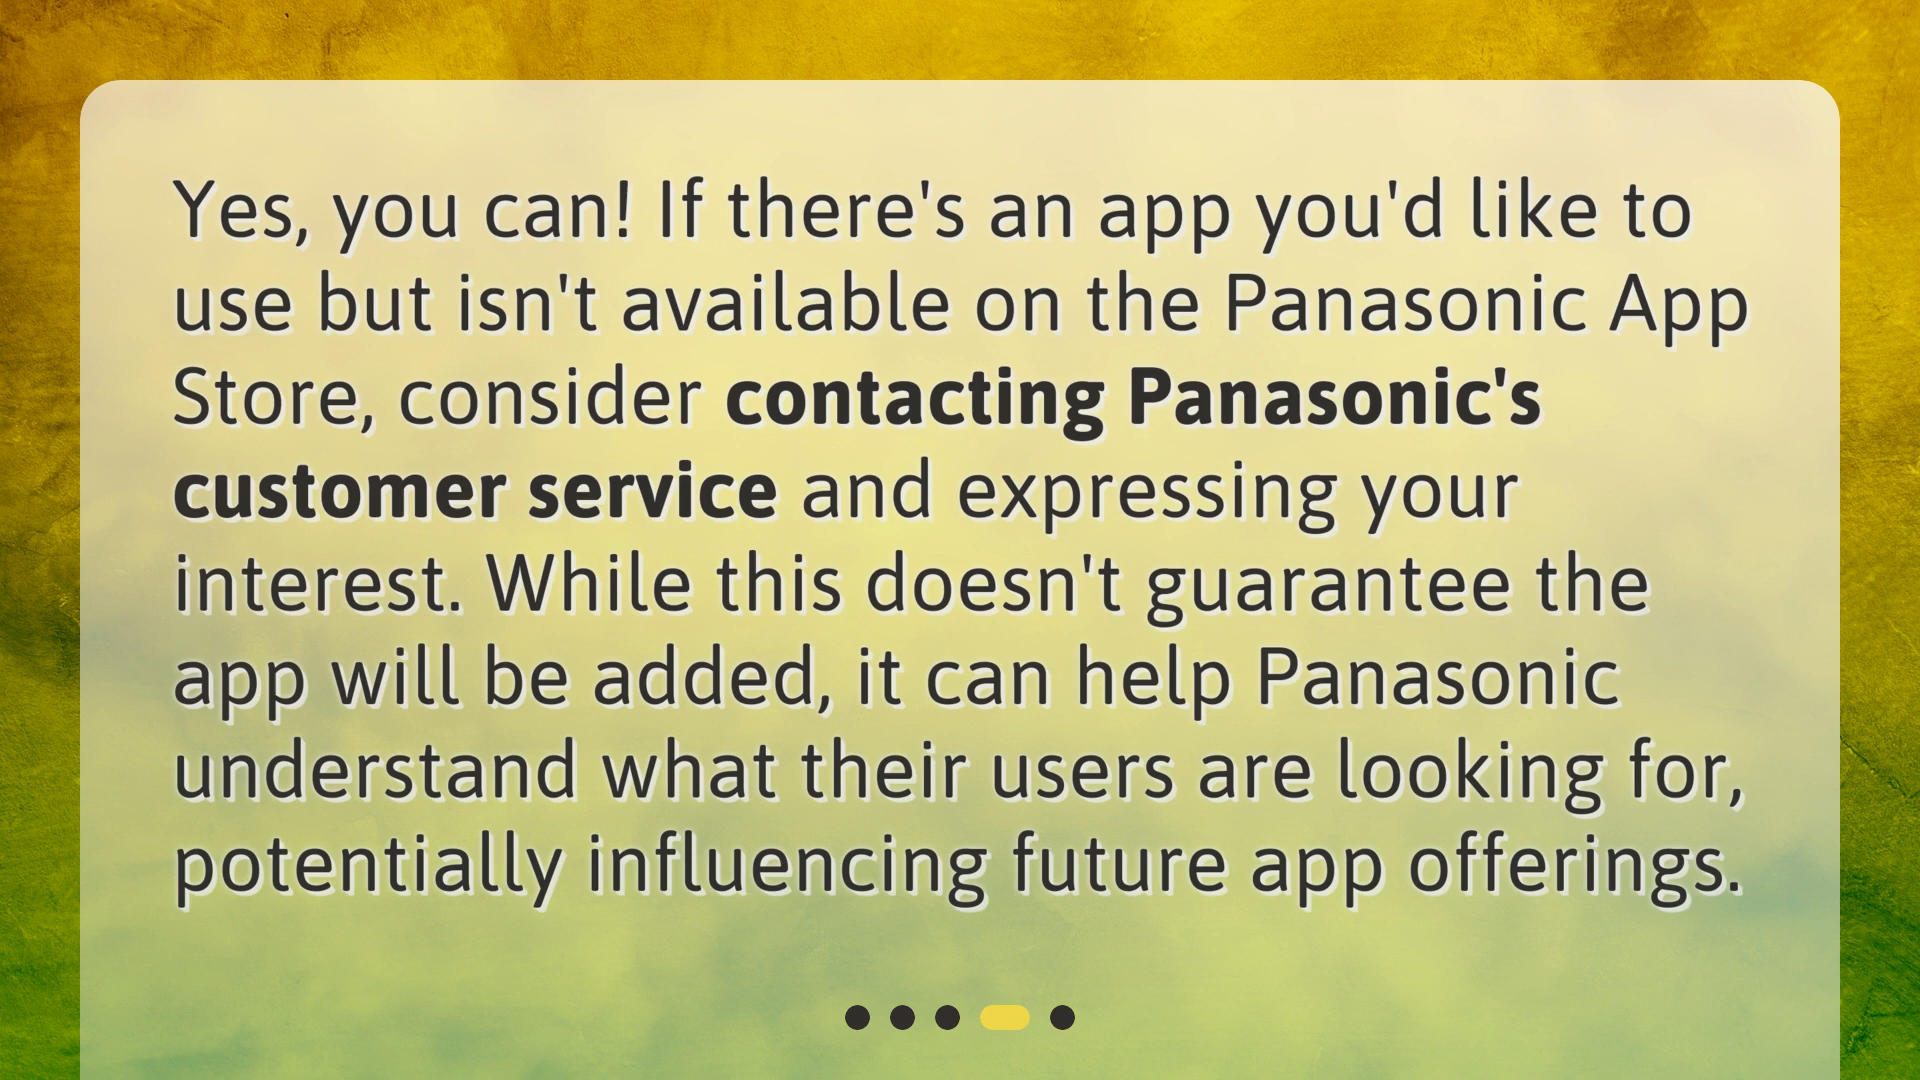 Yes, you can! If there's an app you'd like to
use but isn't available on the Panasonic App
Store, consider contacting Panasonic's
customer service and expressing your
interest. While this doesn't guarantee the
app will be added, it can help Panasonic
understand what their users are looking for,
potentially influencing future app offerings.